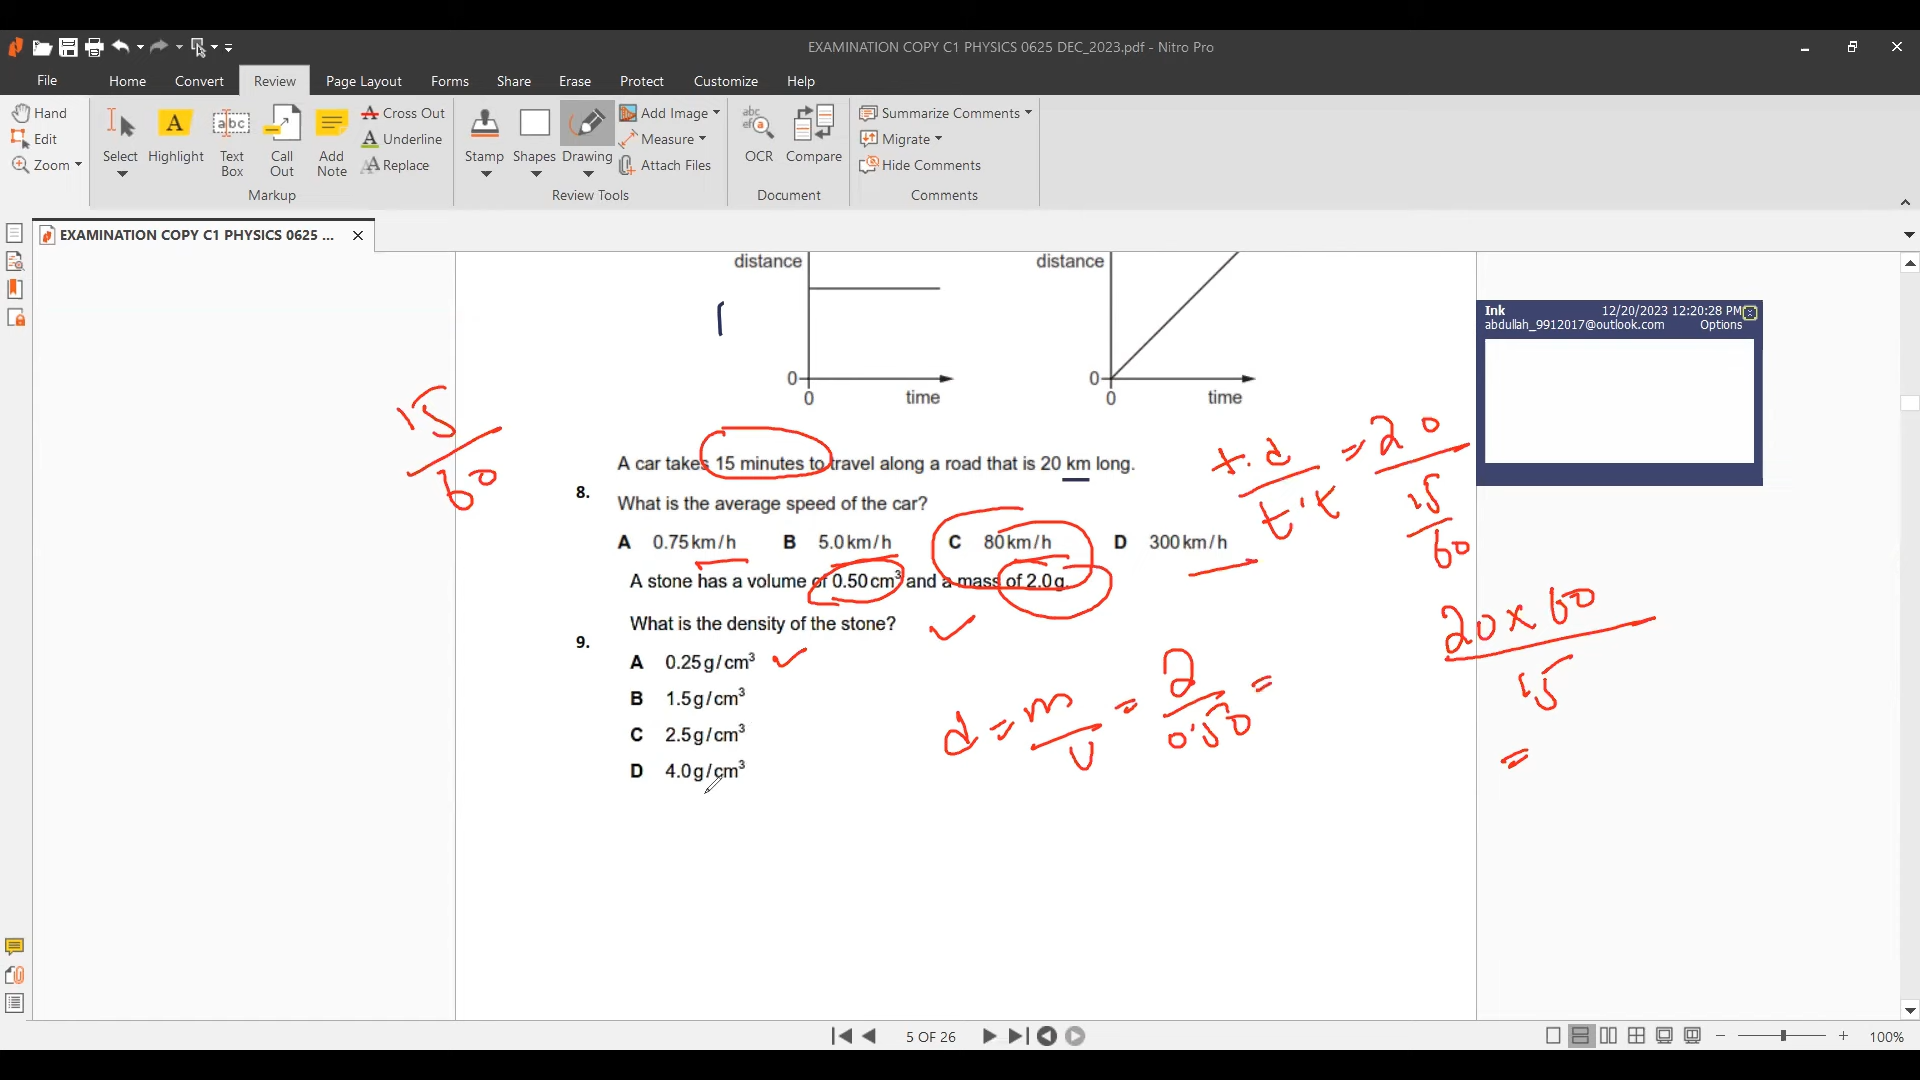 EXAMINATION COPY C1 PHYSICS 0625 DEC_2023.pdf - Nitro Pro
File Home Convert Review Page Layout Forms Share Erase Protect Customize Help
Hand
Edit
Zoom
Select
Highlight
Text Box
Call Out
Add Note
Cross Out
Underline
Replace
Markup
Stamp
Shapes
Drawing
Add Image
Measure
Attach Files
Review Tools
OCR
Compare
Document
Summarize Comments
Migrate
Hide Comments
Comments
EXAMINATION COPY C1 PHYSICS 0625 ...
distance
0
0
time
distance
0
0
time
Ink 12/20/2023 12:20:28 PM
abdullah_9912017@outlook.com Options
15
60
A car takes 15 minutes to travel along a road that is 20 km long.
t.d / t.t = 20 / 15/60
8.
What is the average speed of the car?
A 0.75 km/h B 5.0 km/h C 80 km/h D 300 km/h
A stone has a volume of 0.50 cm³ and a mass of 2.0 g.
20 x 60
15
=
What is the density of the stone?
9.
A 0.25 g/cm³
B 1.5 g/cm³
C 2.5 g/cm³
D 4.0 g/cm³
d = m/v = 2/0.50 =
5 OF 26
100%